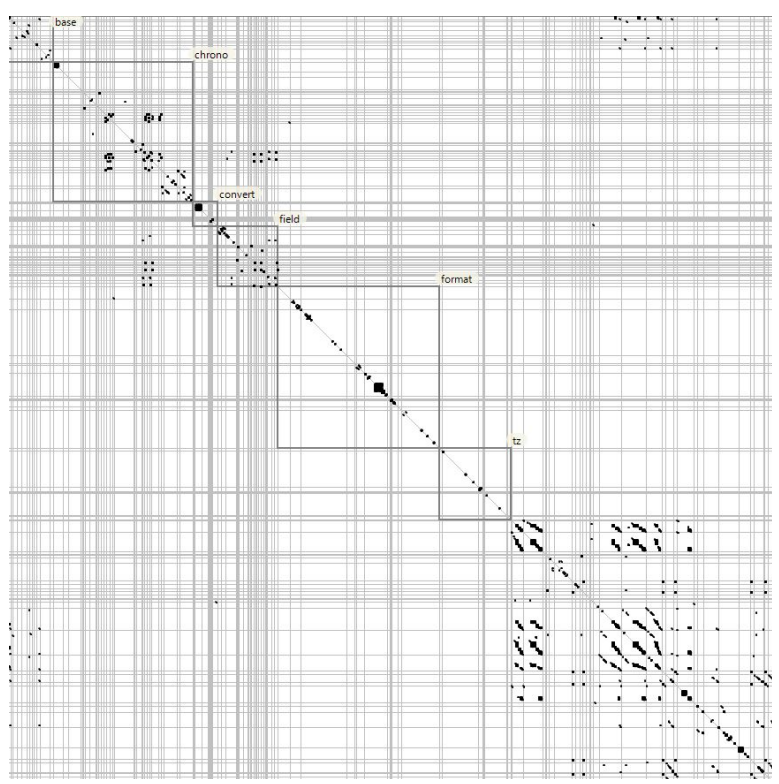 base
chrono
convert
field
format
tz